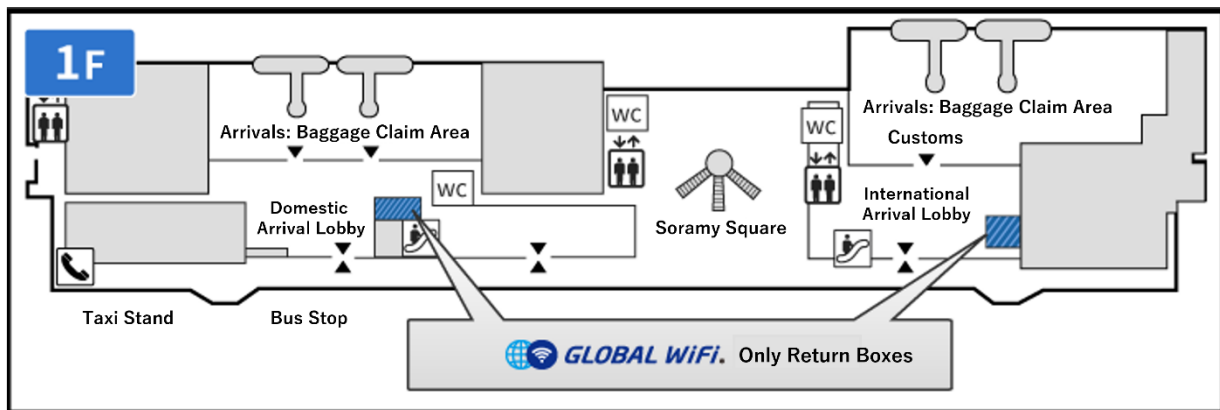 1F
Arrivals: Baggage Claim Area
Arrivals: Baggage Claim Area
WC
WC
Customs
WC
Domestic
Arrival Lobby
Soramy Square
International
Arrival Lobby
Taxi Stand
Bus Stop
GLOBAL WiFi. Only Return Boxes